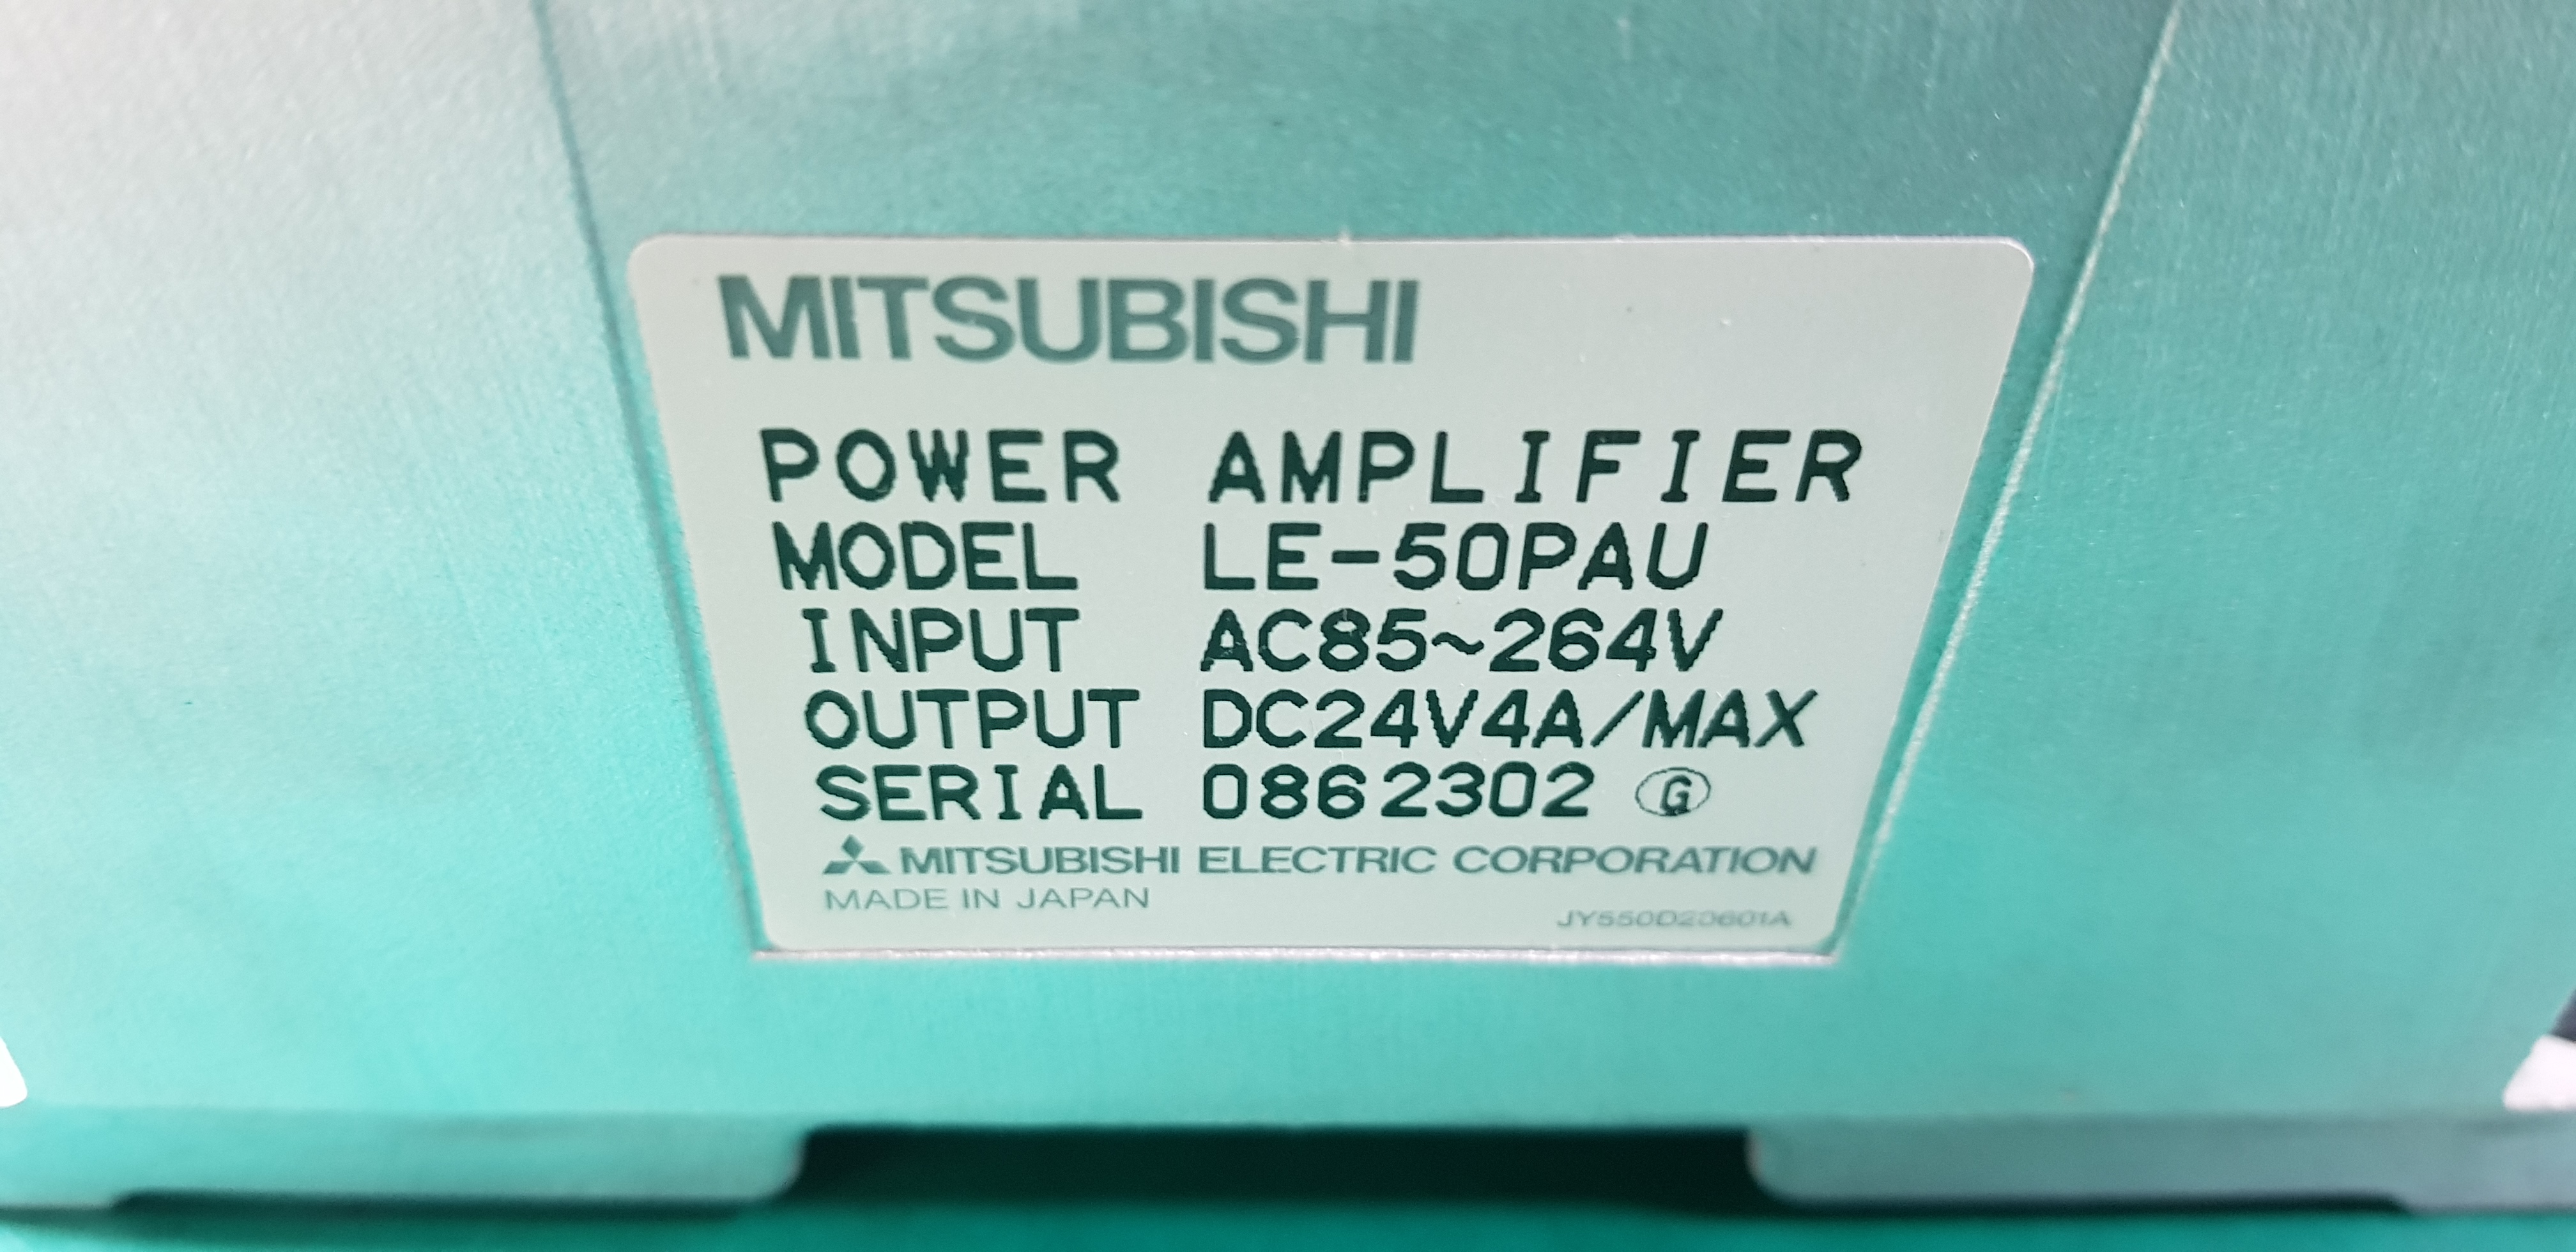 MITSUBISHI
POWER AMPLIFIER
MODEL LE-50PAU
INPUT AC85~264V
OUTPUT DC24V4A/MAX
SERIAL 0862302 G
MITSUBISHI ELECTRIC CORPORATION
MADE IN JAPAN
JY550D20601A